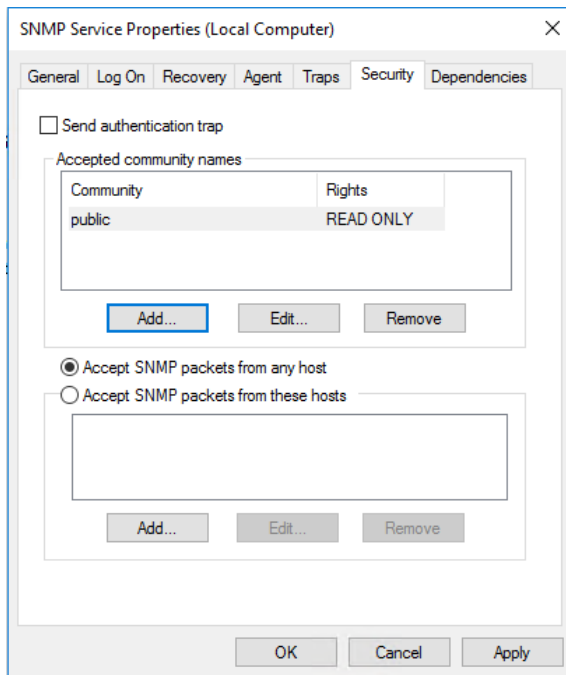 SNMP Service Properties (Local Computer)
General Log On Recovery Agent Traps Security Dependencies
Send authentication trap
Accepted community names
Community Rights
public READ ONLY
Add... Edit... Remove
Accept SNMP packets from any host
Accept SNMP packets from these hosts
Add... Edit... Remove
OK Cancel Apply